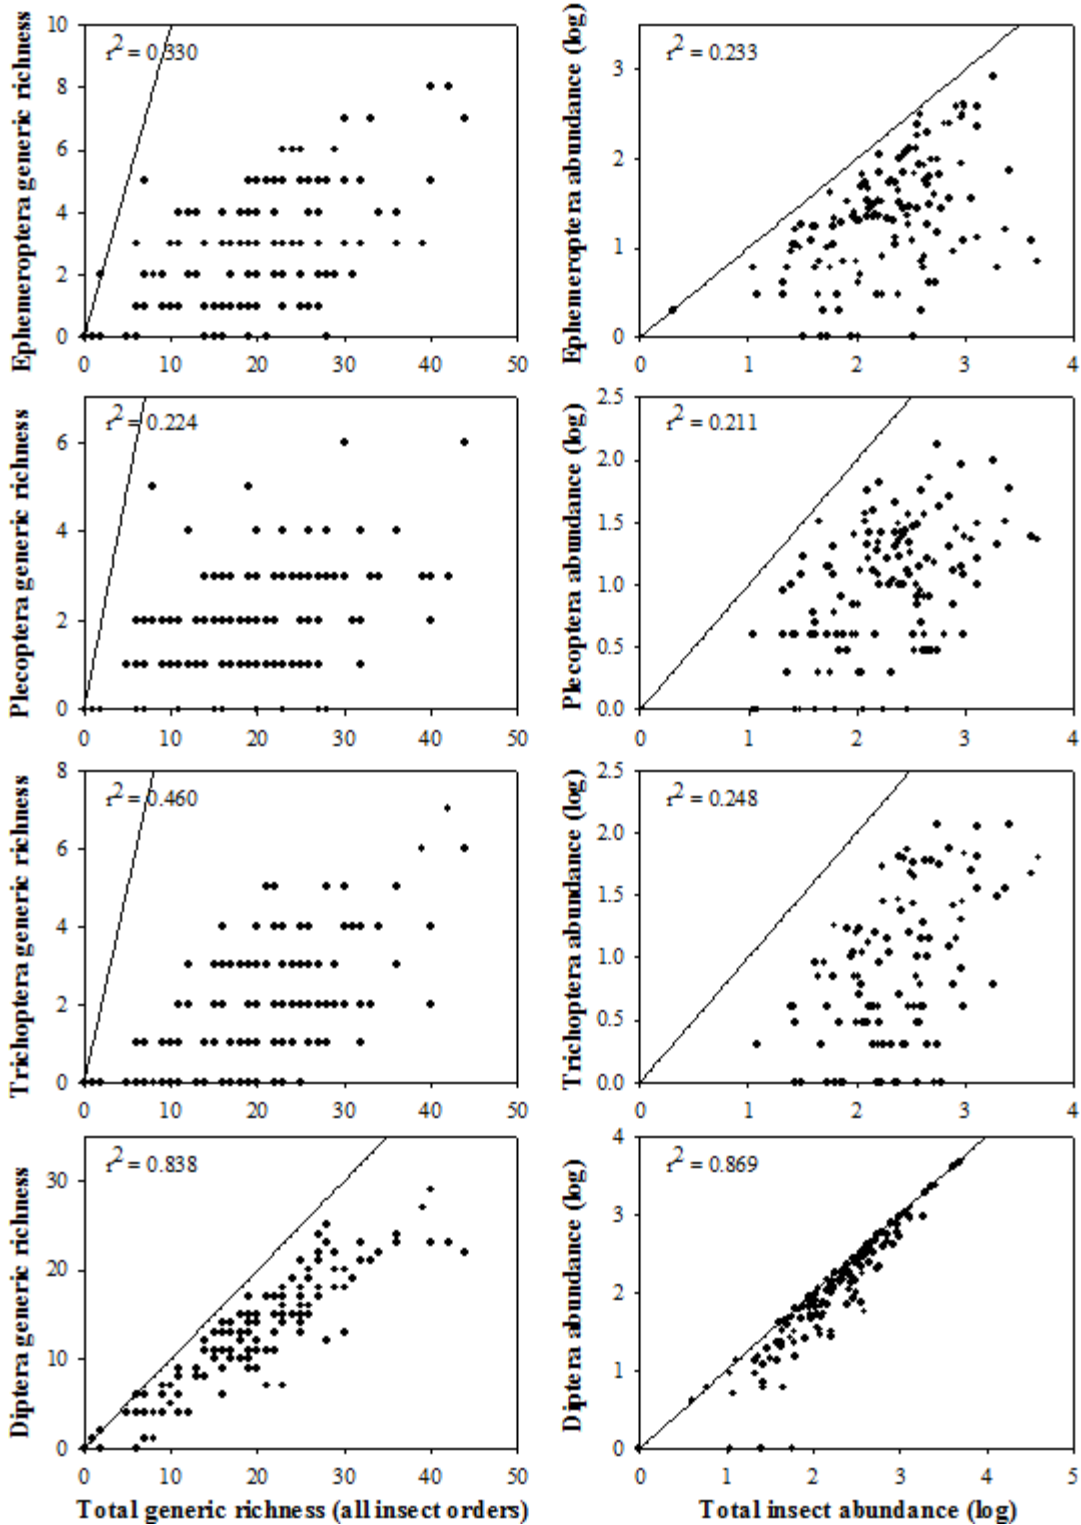 Ephemeroptera generic richness
10
8
6
4
2
0
r² = 0.330
0 10 20 30 40 50
Ephemeroptera abundance (log)
3
2
1
0
r² = 0.233
0 1 2 3 4
Plecoptera generic richness
6
4
2
0
r² = 0.224
0 10 20 30 40 50
Plecoptera abundance (log)
2.5
2.0
1.5
1.0
0.5
0.0
r² = 0.211
0 1 2 3 4
Trichoptera generic richness
8
6
4
2
0
r² = 0.460
0 10 20 30 40 50
Trichoptera abundance (log)
2.5
2.0
1.5
1.0
0.5
0.0
r² = 0.248
0 1 2 3 4
Diptera generic richness
30
20
10
0
r² = 0.838
0 10 20 30 40 50
Total generic richness (all insect orders)
Diptera abundance (log)
4
3
2
1
0
r² = 0.869
0 1 2 3 4 5
Total insect abundance (log)